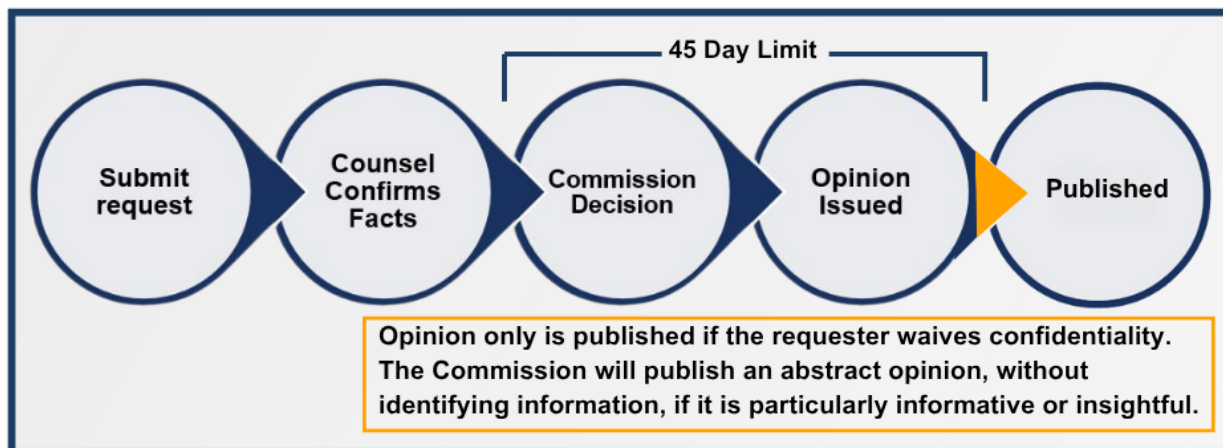 45 Day Limit
Submit
request
Counsel
Confirms
Facts
Commission
Decision
Opinion
Issued
Published
Opinion only is published if the requester waives confidentiality.
The Commission will publish an abstract opinion, without
identifying information, if it is particularly informative or insightful.